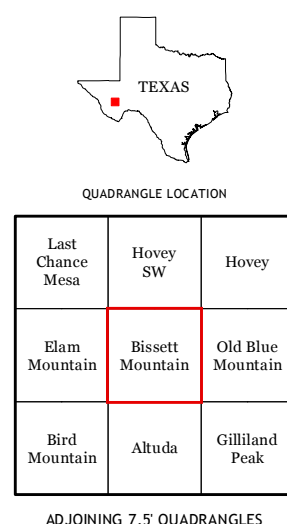 TEXAS
QUADRANGLE LOCATION
Last
Chance
Mesa
Hovey
SW
Hovey
Elam
Mountain
Bissett
Mountain
Old Blue
Mountain
Bird
Mountain
Altuda
Gilliland
Peak
ADJOINING 7.5' QUADRANGLES